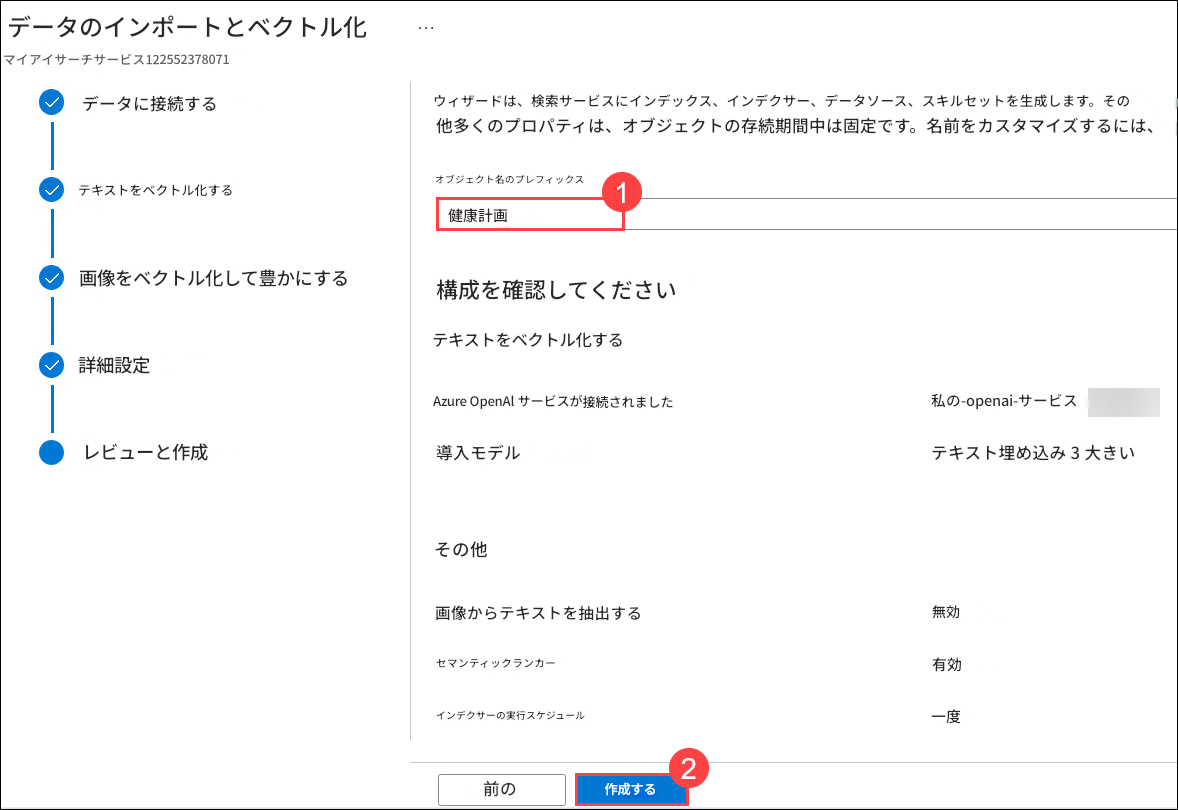 データのインポートとベクトル化 …
マイアイサーチサービス122552378071
データに接続する
テキストをベクトル化する
画像をベクトル化して豊かにする
詳細設定
レビューと作成
ウィザードは、検索サービスにインデックス、インデクサー、データソース、スキルセットを生成します。その
他多くのプロパティは、オブジェクトの存続期間中は固定です。名前をカスタマイズするには、
オブジェクト名のプレフィックス
1
健康計画
構成を確認してください
テキストをベクトル化する
Azure OpenAI サービスが接続されました 私の-openai-サービス
導入モデル テキスト埋め込み 3 大きい
その他
画像からテキストを抽出する 無効
セマンティックランカー 有効
インデクサーの実行スケジュール 一度
2
前の 作成する